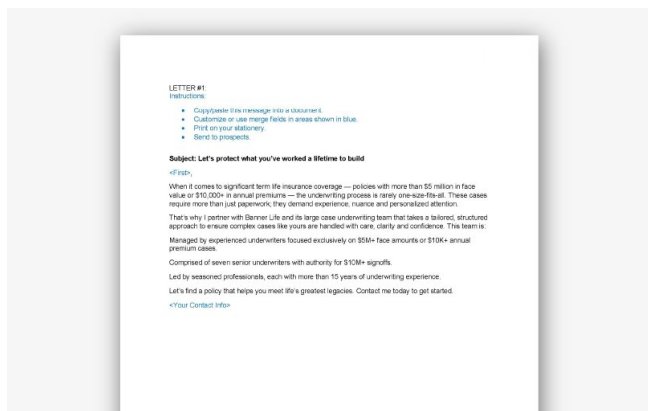 LETTER #1:
Instructions:
• Copy/paste this message into a document.
• Customize or use merge fields in areas shown in blue.
• Print on your stationery.
• Send to prospects.
Subject: Let's protect what you've worked a lifetime to build
<First>,
When it comes to significant term life insurance coverage — policies with more than $5 million in face
value or $10,000+ in annual premiums — the underwriting process is rarely one-size-fits-all. These cases
require more than just paperwork; they demand experience, nuance and personalized attention.
That's why I partner with Banner Life and its large case underwriting team that takes a tailored, structured
approach to ensure complex cases like yours are handled with care, clarity and confidence. This team is:
Managed by experienced underwriters focused exclusively on $5M+ face amounts or $10K+ annual
premium cases.
Comprised of seven senior underwriters with authority for $10M+ signoffs.
Led by seasoned professionals, each with more than 15 years of underwriting experience.
Let's find a policy that helps you meet life's greatest legacies. Contact me today to get started.
<Your Contact Info>